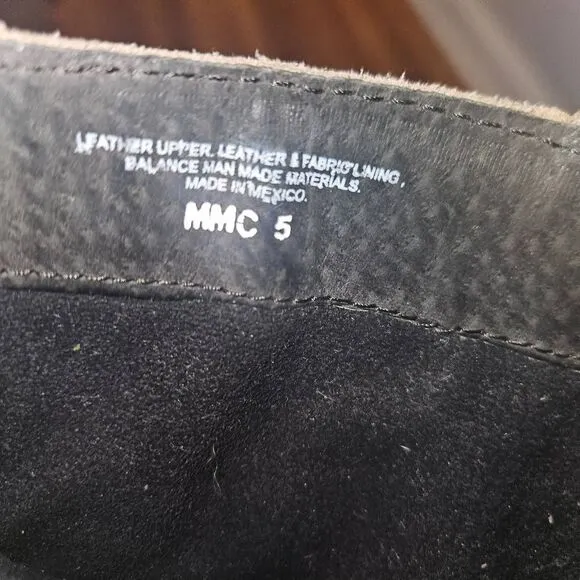 LEATHER UPPER. LEATHER & FABRIC LINING,
BALANCE MAN MADE MATERIALS.
MADE IN MEXICO.
MMC 5